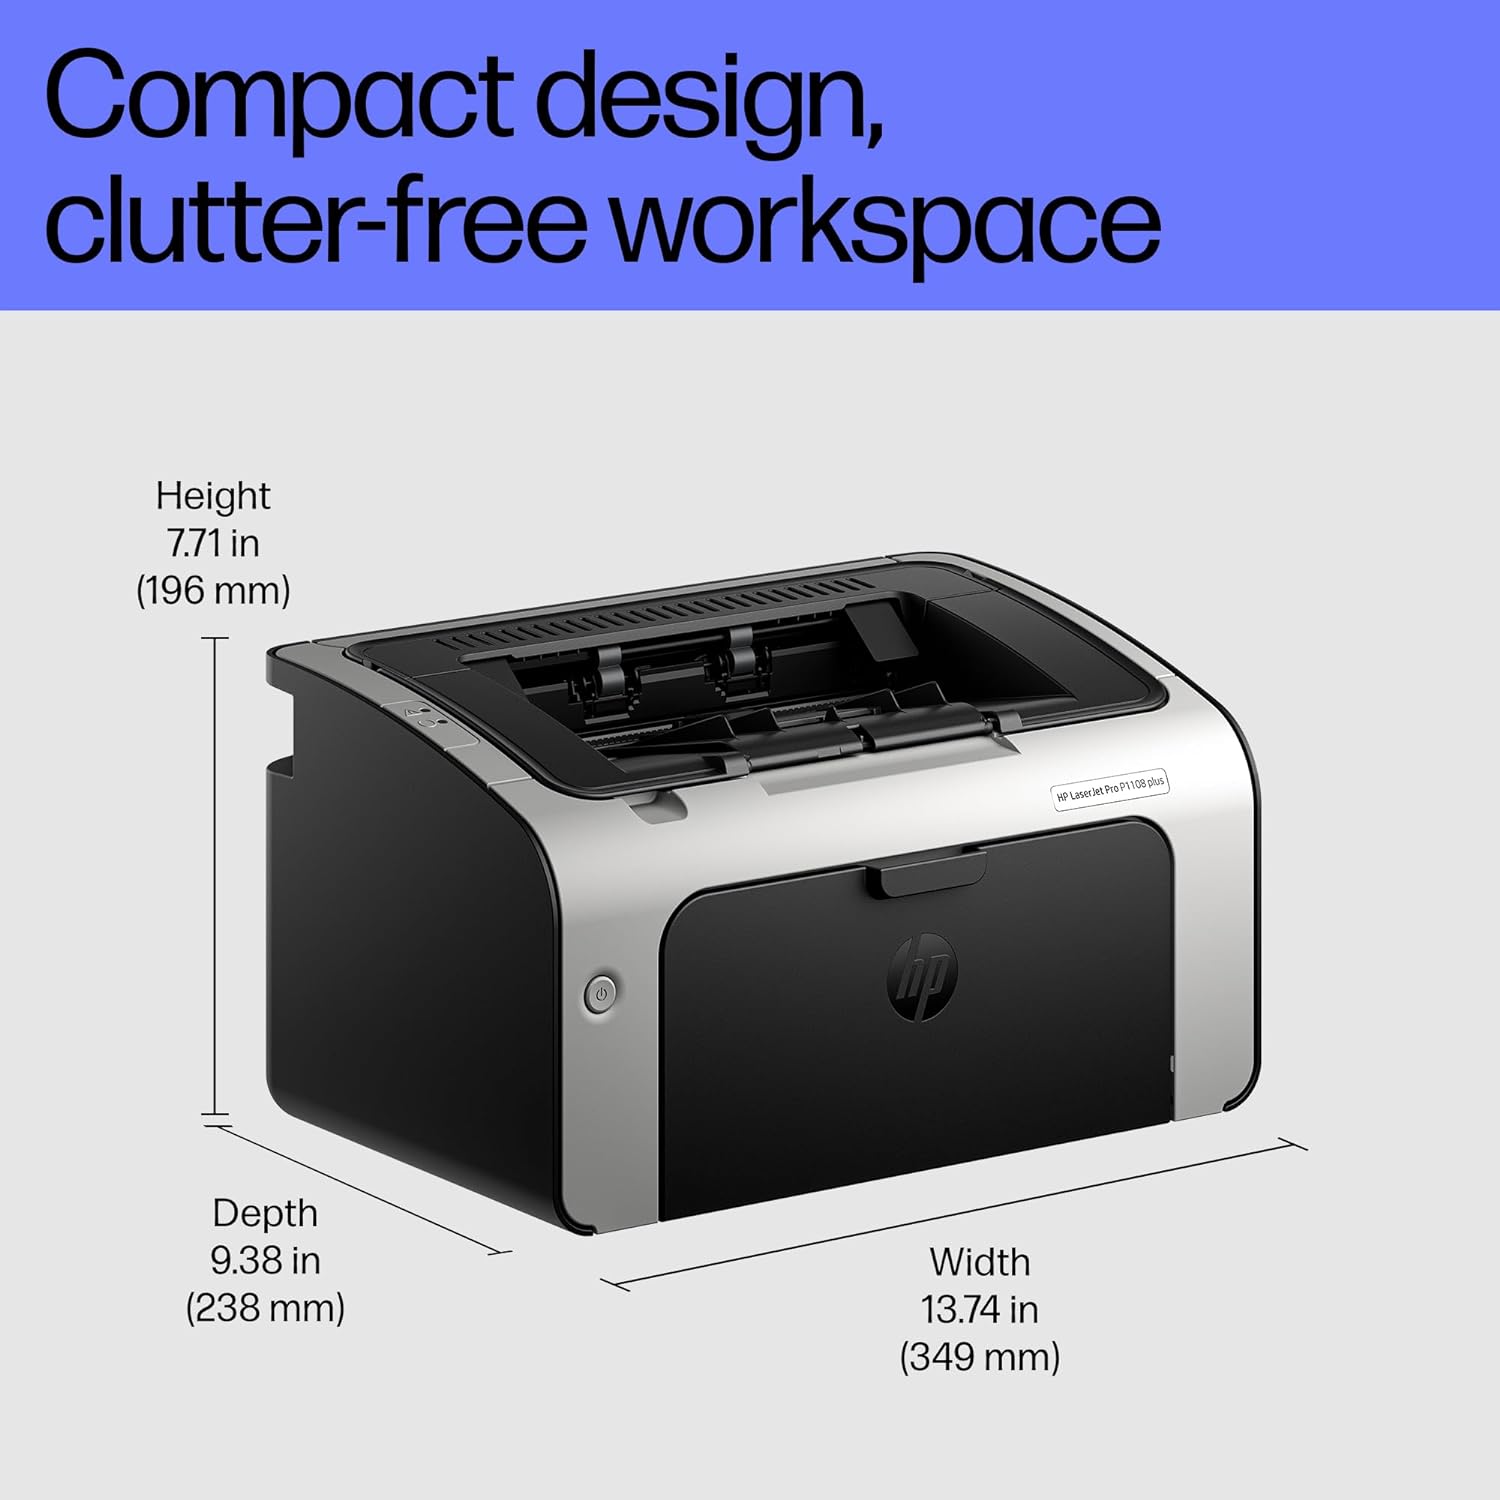 Compact design,
clutter-free workspace
Height
7.71 in
(196 mm)
HP LaserJet Pro P1108 plus
hp
Depth
9.38 in
(238 mm)
Width
13.74 in
(349 mm)